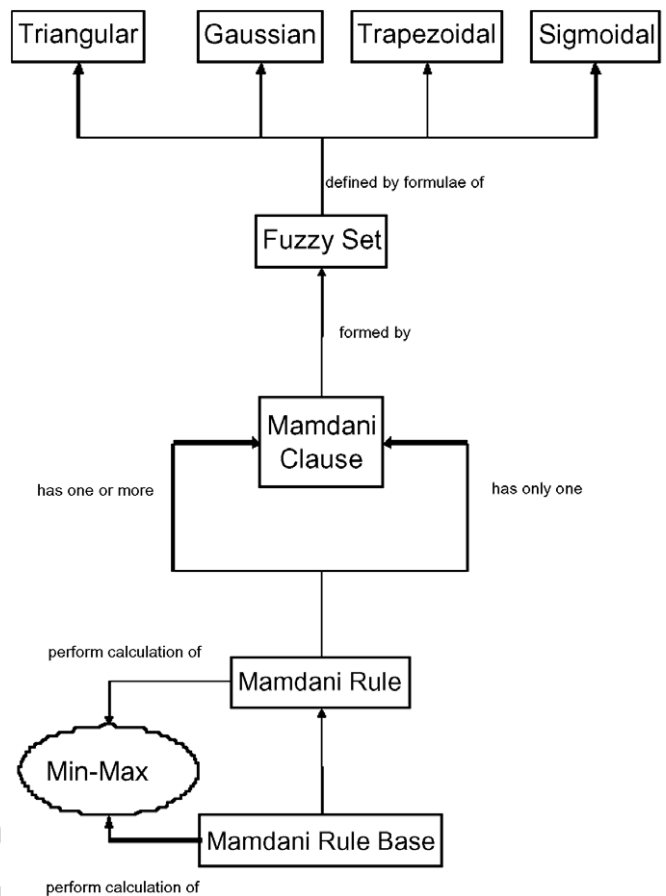 Triangular
Gaussian
Trapezoidal
Sigmoidal
defined by formulae of
Fuzzy Set
formed by
Mamdani
Clause
has one or more
has only one
perform calculation of
Mamdani Rule
Min-Max
Mamdani Rule Base
perform calculation of